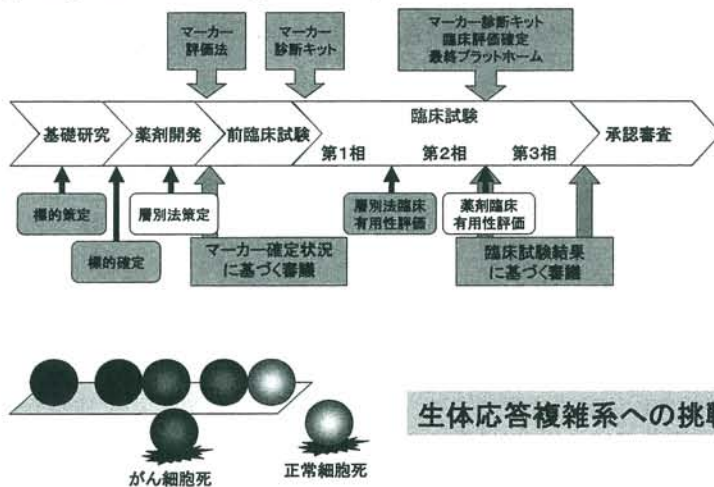 マーカー
評価法
マーカー
診断キット
マーカー診断キット
臨床評価確定
最終プラットホーム
基礎研究
薬剤開発
前臨床試験
臨床試験
第1相
第2相
第3相
承認審査
標的策定
標的確定
層別法策定
層別法臨床
有用性評価
薬剤臨床
有用性評価
マーカー確定状況
に基づく審議
臨床試験結果
に基づく審議
がん細胞死
正常細胞死
生体応答複雑系への挑戦